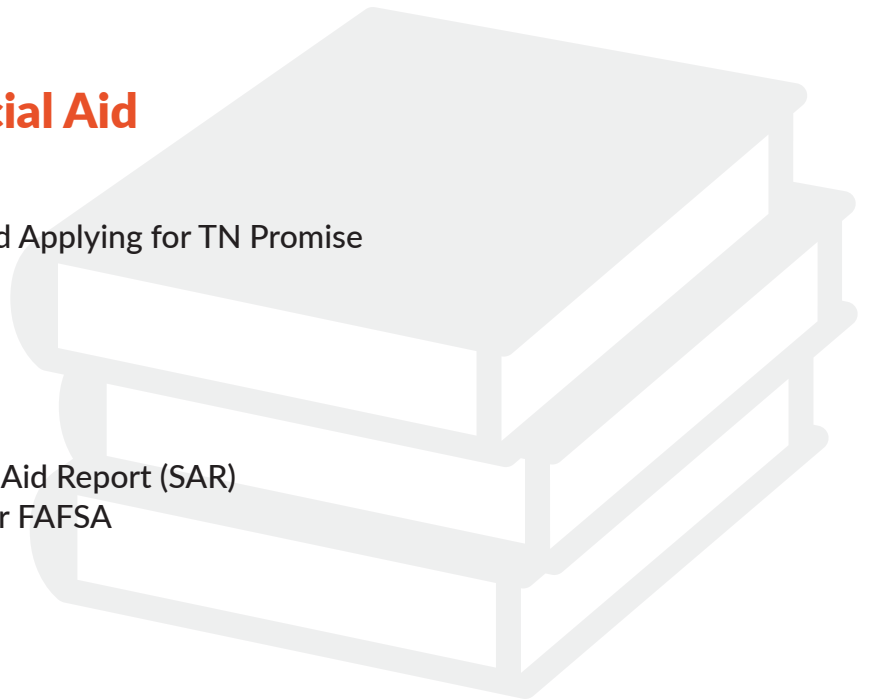 cial Aid
d Applying for TN Promise
Aid Report (SAR)
r FAFSA